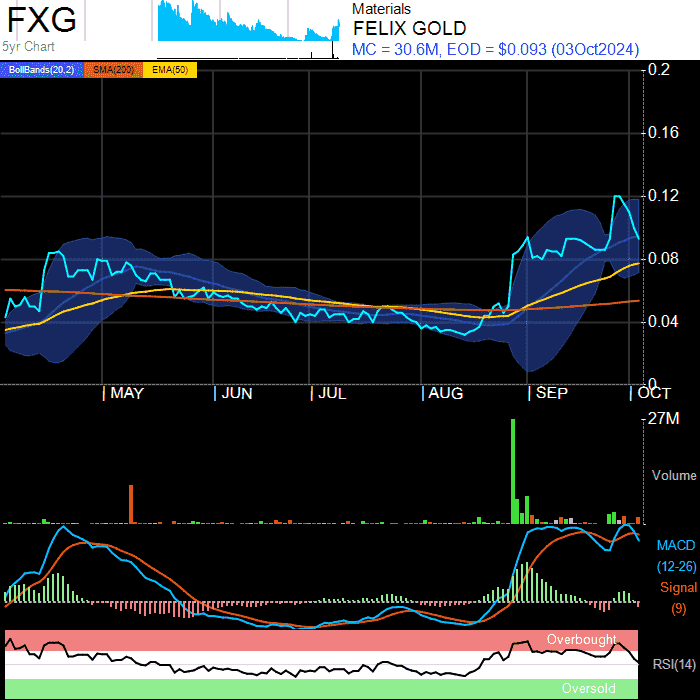 FXG
5yr Chart
Materials
FELIX GOLD
MC = 30.6M, EOD = $0.093 (03Oct2024)
BollBands(20,2) SMA(200) EMA(50)
0.2
0.16
0.12
0.08
0.04
0
MAY JUN JUL AUG SEP OCT
27M
Volume
MACD
(12-26)
Signal
(9)
Overbought
RSI(14)
Oversold